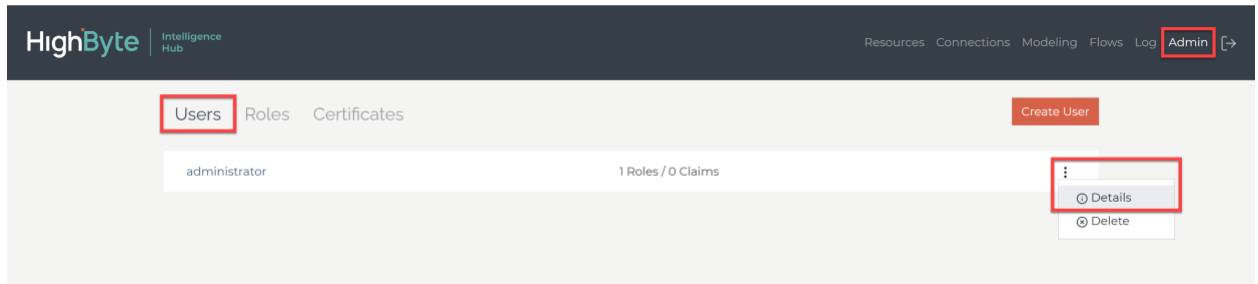 HighByte
Intelligence
Hub
Resources Connections Modeling Flows Log Admin
Users Roles Certificates
Create User
administrator
1 Roles / 0 Claims
Details
Delete